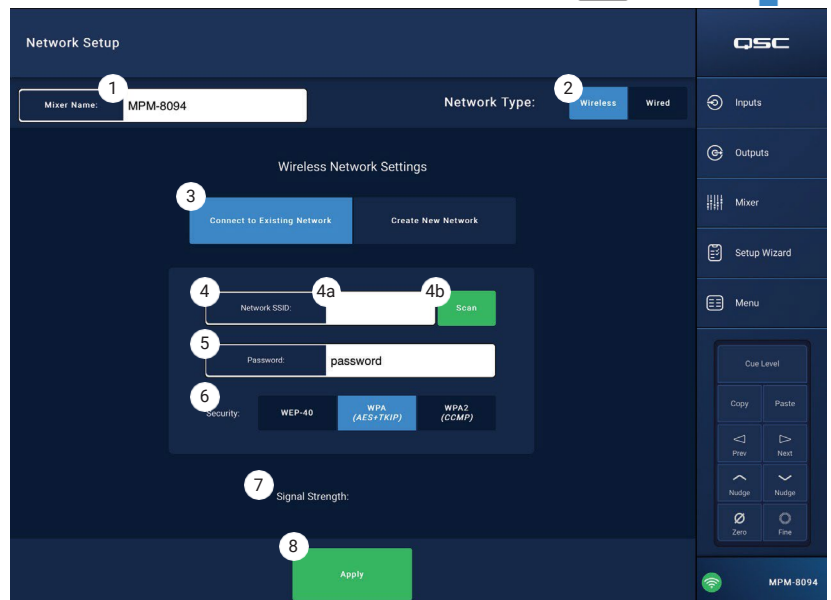 Network Setup
QSC
1
Mixer Name: MPM-8094
Network Type:
2
Wireless Wired
Inputs
Outputs
Mixer
Setup Wizard
Menu
Wireless Network Settings
3
Connect to Existing Network Create New Network
4 4a 4b
Network SSID: Scan
5
Password: password
6
Security: WEP-40 WPA WPA2
(AES+TKIP) (CCMP)
7
Signal Strength:
8
Apply
Cue Level
Copy Paste
Prev Next
Nudge Nudge
Zero Fine
MPM-8094